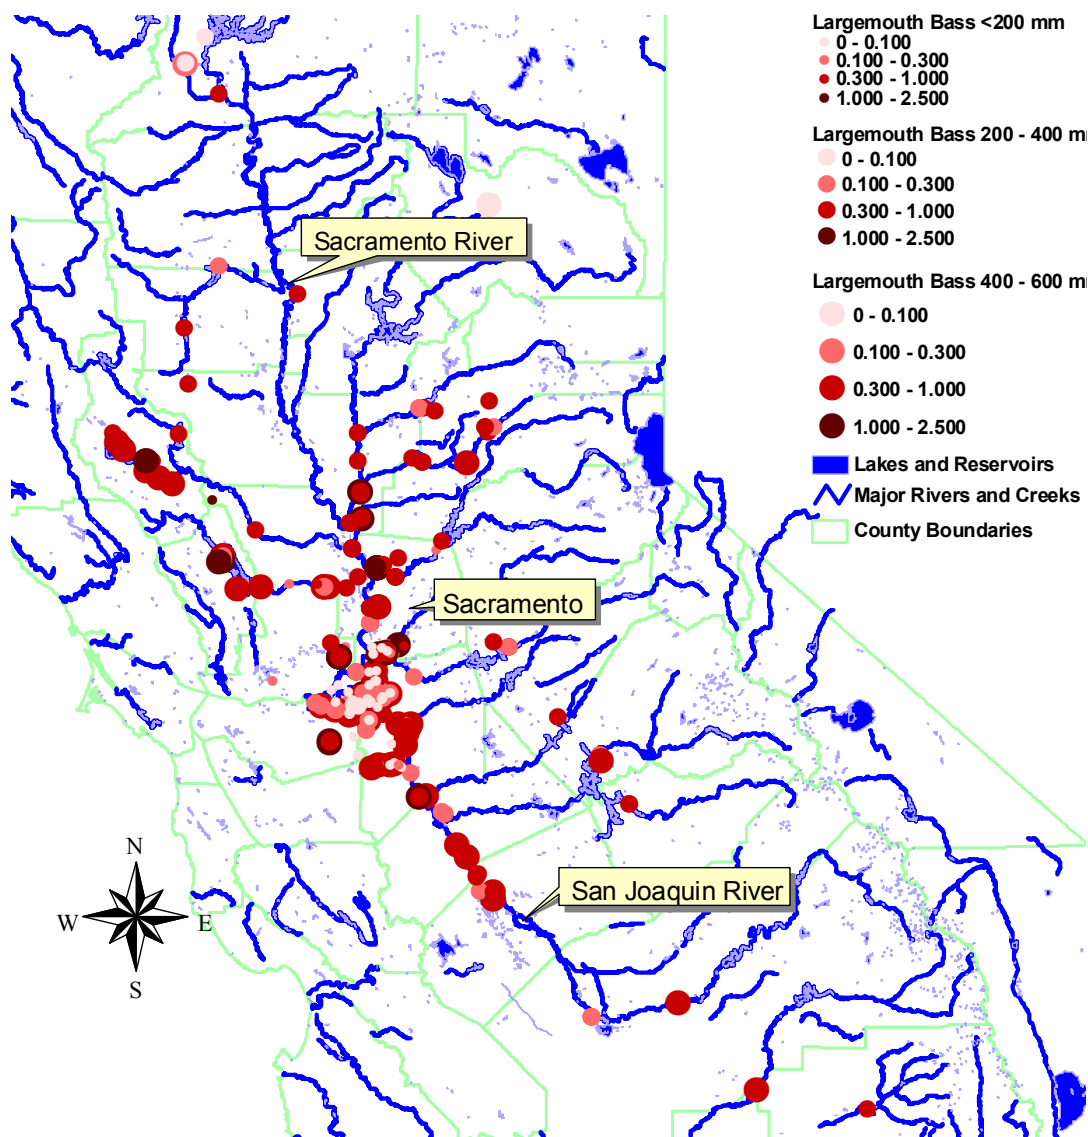 Largemouth Bass <200 mm
0 - 0.100
0.100 - 0.300
0.300 - 1.000
1.000 - 2.500
Largemouth Bass 200 - 400 m
0 - 0.100
0.100 - 0.300
0.300 - 1.000
1.000 - 2.500
Largemouth Bass 400 - 600 m
0 - 0.100
0.100 - 0.300
0.300 - 1.000
1.000 - 2.500
Lakes and Reservoirs
Major Rivers and Creeks
County Boundaries
Sacramento River
Sacramento
San Joaquin River
N
W E
S